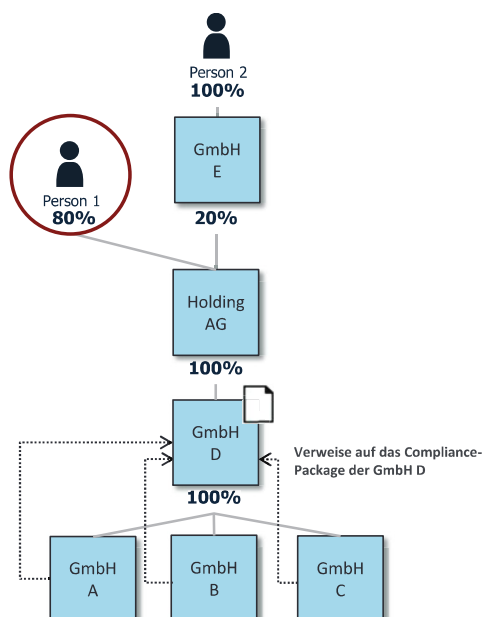 Person 2
100%
GmbH
E
Person 1
80%
20%
Holding
AG
100%
GmbH
D
Verweise auf das Compliance-
Package der GmbH D
100%
GmbH
A
GmbH
B
GmbH
C